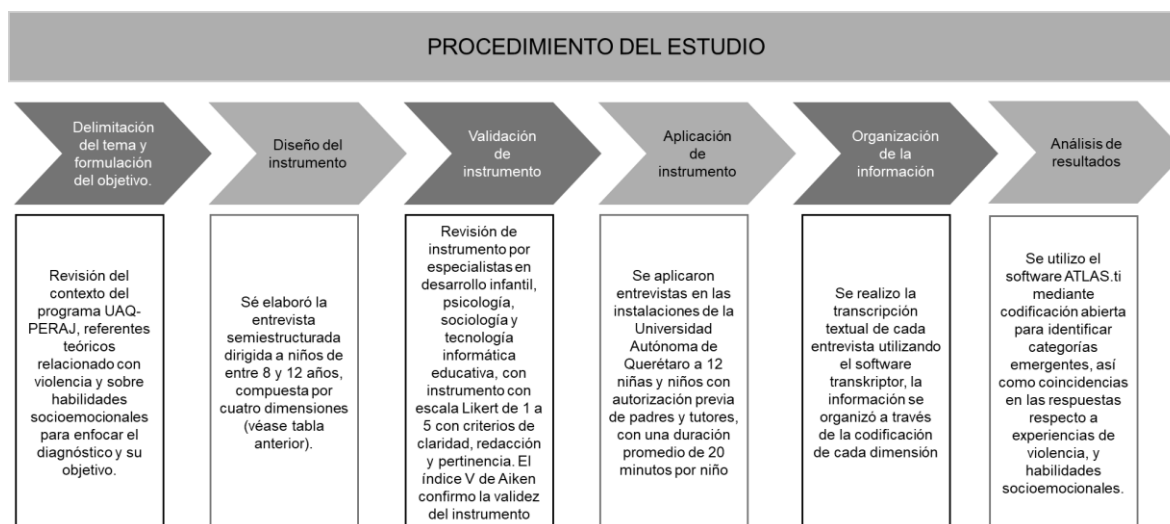 PROCEDIMIENTO DEL ESTUDIO
Delimitación
del tema y
formulación
del objetivo.
Diseño del
instrumento
Validación
de
instrumento
Aplicación
de
instrumento
Organización
de la
información
Análisis de
resultados
Revisión del
contexto del
programa UAQ-
PERAJ, referentes
teóricos
relacionado con
violencia y sobre
habilidades
socioemocionales
para enfocar el
diagnóstico y su
objetivo.
Sé elaboró la
entrevista
semiestructurada
dirigida a niños de
entre 8 y 12 años,
compuesta por
cuatro dimensiones
(véase tabla
anterior).
Revisión de
instrumento por
especialistas en
desarrollo infantil,
psicología,
sociología y
tecnología
informática
educativa, con
instrumento con
escala Likert de 1 a
5 con criterios de
claridad, redacción
y pertinencia. El
índice V de Aiken
confirmo la validez
del instrumento
Se aplicaron
entrevistas en las
instalaciones de la
Universidad
Autónoma de
Querétaro a 12
niñas y niños con
autorización previa
de padres y tutores,
con una duración
promedio de 20
minutos por niño
Se realizo la
transcripción
textual de cada
entrevista utilizando
el software
transkriptor, la
información se
organizó a través
de la codificación
de cada dimensión
Se utilizo el
software ATLAS.ti
mediante
codificación abierta
para identificar
categorías
emergentes, así
como coincidencias
en las respuestas
respecto a
experiencias de
violencia, y
habilidades
socioemocionales.